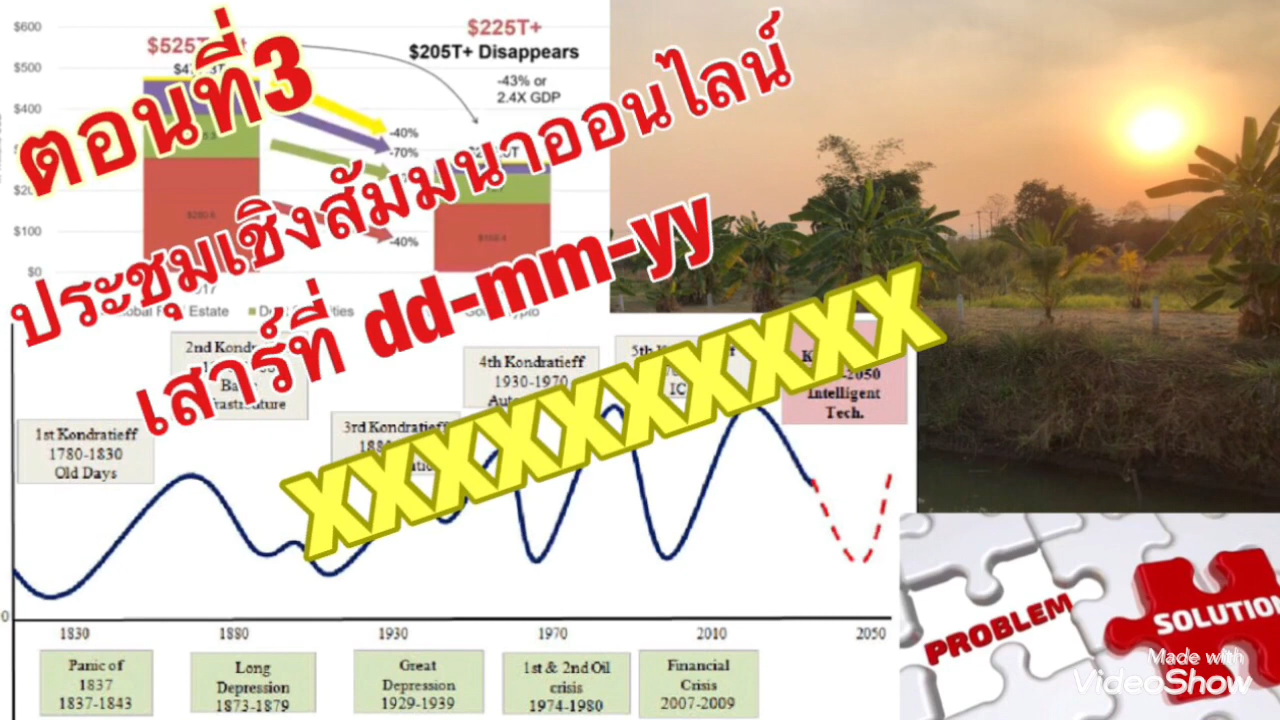 $600
$500
$400
$100
$0
$225T+
$205T+ Disappears
-43% or
2.4X GDP
-40%
-70%
-40%
ตอนที่3
ประชุมเชิงสัมมนาออนไลน์
เสาร์ที่ dd-mm-yy
XXXXXXXXXX
1st Kondratieff
1780-1830
Old Days
2nd
3rd Kondratieff
4th Kondratieff
1930-1970
5th
-2050
Intelligent
Tech.
0
1830
1880
1930
1970
2010
2050
Panic of
1837
1837-1843
Long
Depression
1873-1879
Great
Depression
1929-1939
1st & 2nd Oil
crisis
1974-1980
Financial
Crisis
2007-2009
PROBLEM
SOLUTION
Made with
VideoShow